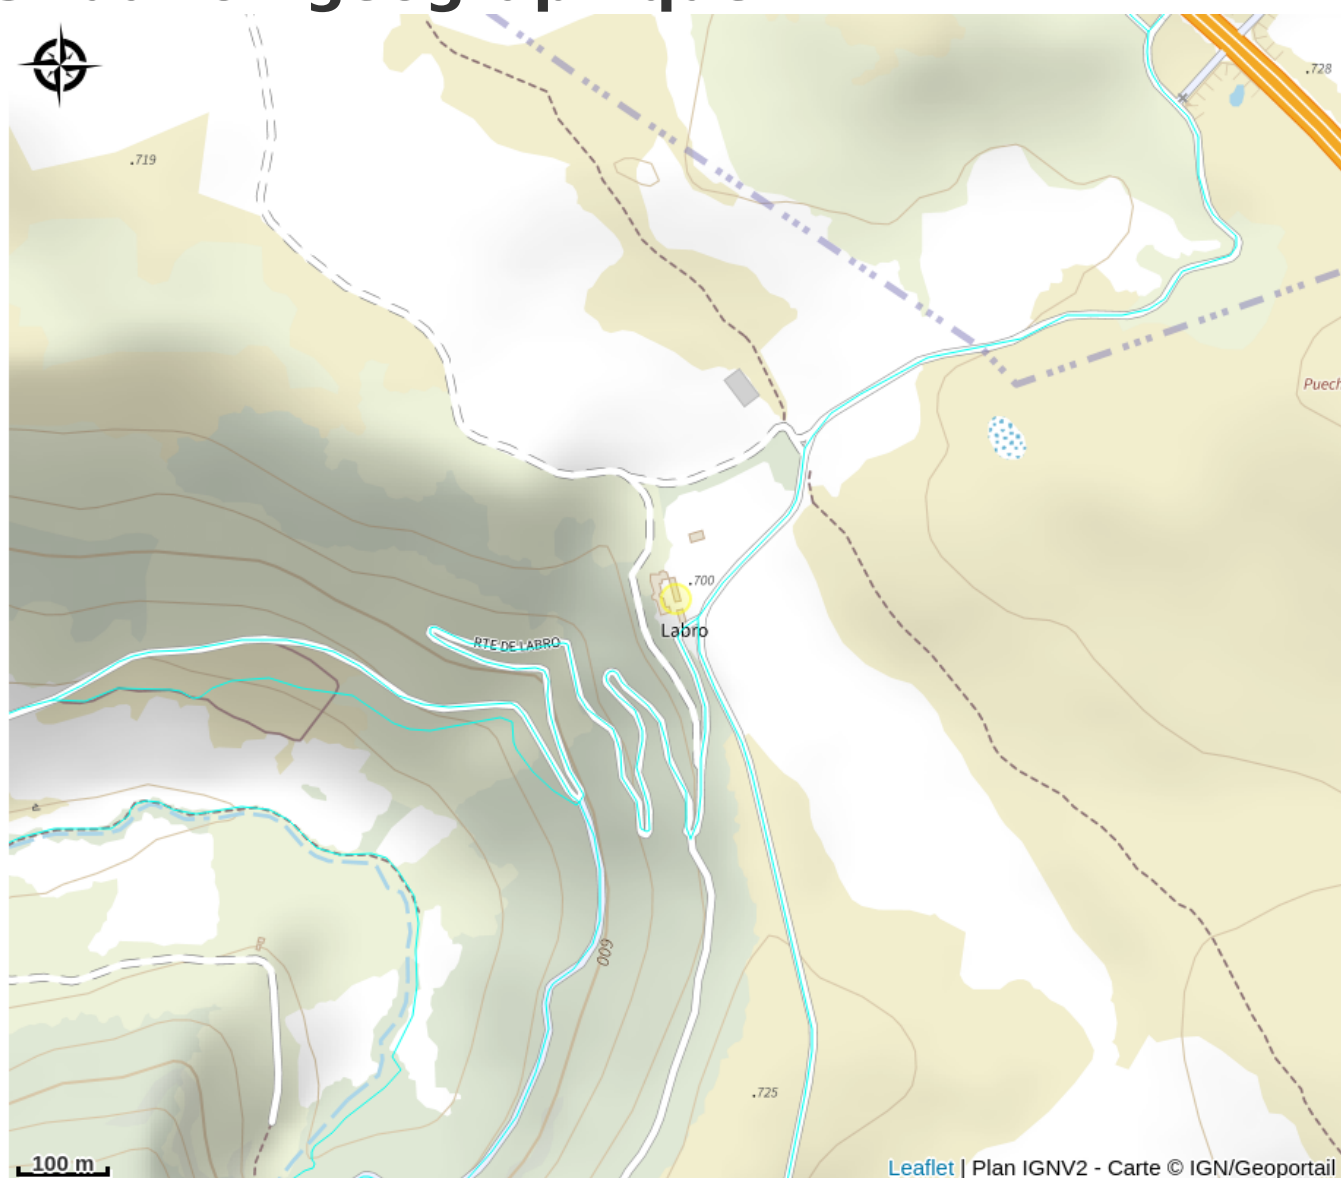 .728
.719
Puech
.700
Labro
RTE DE LABRO
600
.725
100 m
Leaflet | Plan IGNV2 - Carte © IGN/Geoportail